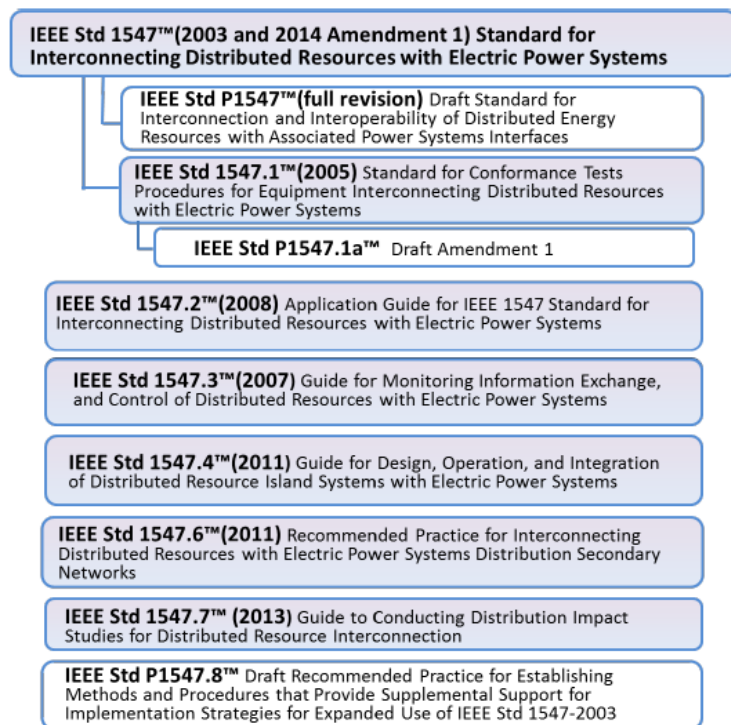 IEEE Std 1547™(2003 and 2014 Amendment 1) Standard for
Interconnecting Distributed Resources with Electric Power Systems
IEEE Std P1547™(full revision) Draft Standard for
Interconnection and Interoperability of Distributed Energy
Resources with Associated Power Systems Interfaces
IEEE Std 1547.1™(2005) Standard for Conformance Tests
Procedures for Equipment Interconnecting Distributed Resources
with Electric Power Systems
IEEE Std P1547.1a™ Draft Amendment 1
IEEE Std 1547.2™(2008) Application Guide for IEEE 1547 Standard for
Interconnecting Distributed Resources with Electric Power Systems
IEEE Std 1547.3™(2007) Guide for Monitoring Information Exchange,
and Control of Distributed Resources with Electric Power Systems
IEEE Std 1547.4™(2011) Guide for Design, Operation, and Integration
of Distributed Resource Island Systems with Electric Power Systems
IEEE Std 1547.6™(2011) Recommended Practice for Interconnecting
Distributed Resources with Electric Power Systems Distribution Secondary
Networks
IEEE Std 1547.7™ (2013) Guide to Conducting Distribution Impact
Studies for Distributed Resource Interconnection
IEEE Std P1547.8™ Draft Recommended Practice for Establishing
Methods and Procedures that Provide Supplemental Support for
Implementation Strategies for Expanded Use of IEEE Std 1547-2003